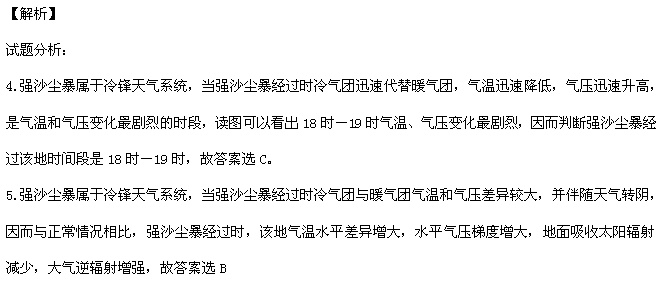 【解析】
试题分析：
4.强沙尘暴属于冷锋天气系统，当强沙尘暴经过时冷气团迅速代替暖气团，气温迅速降低，气压迅速升高，
是气温和气压变化最剧烈的时段，读图可以看出 18 时—19 时气温、气压变化最剧烈，因而判断强沙尘暴经
过该地时间段是 18 时—19 时，故答案选 C。
5.强沙尘暴属于冷锋天气系统，当强沙尘暴经过时冷气团与暖气团气温和气压差异较大，并伴随天气转阴，
因而与正常情况相比，强沙尘暴经过时，该地气温水平差异增大，水平气压梯度增大，地面吸收太阳辐射
减少，大气逆辐射增强，故答案选 B